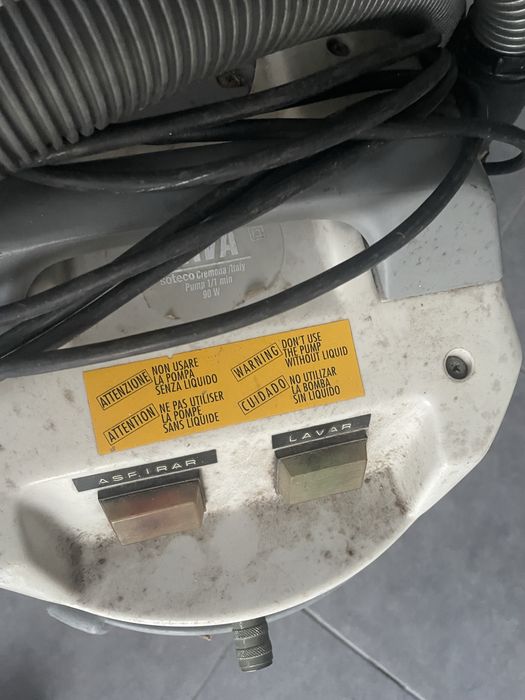 soteco Cremona /Italy
Pump 1/1 min
90 W
ATTENZIONE
NON USARE
LA POMPA
SENZA LIQUIDO
WARNING
DON'T USE
THE PUMP
WITHOUT LIQUID
ATTENTION
NE PAS UTILISER
LA POMPE
SANS LIQUIDE
CUIDADO
NO UTILIZAR
LA BOMBA
SIN LIQUIDO
ASPIRAR
LAVAR